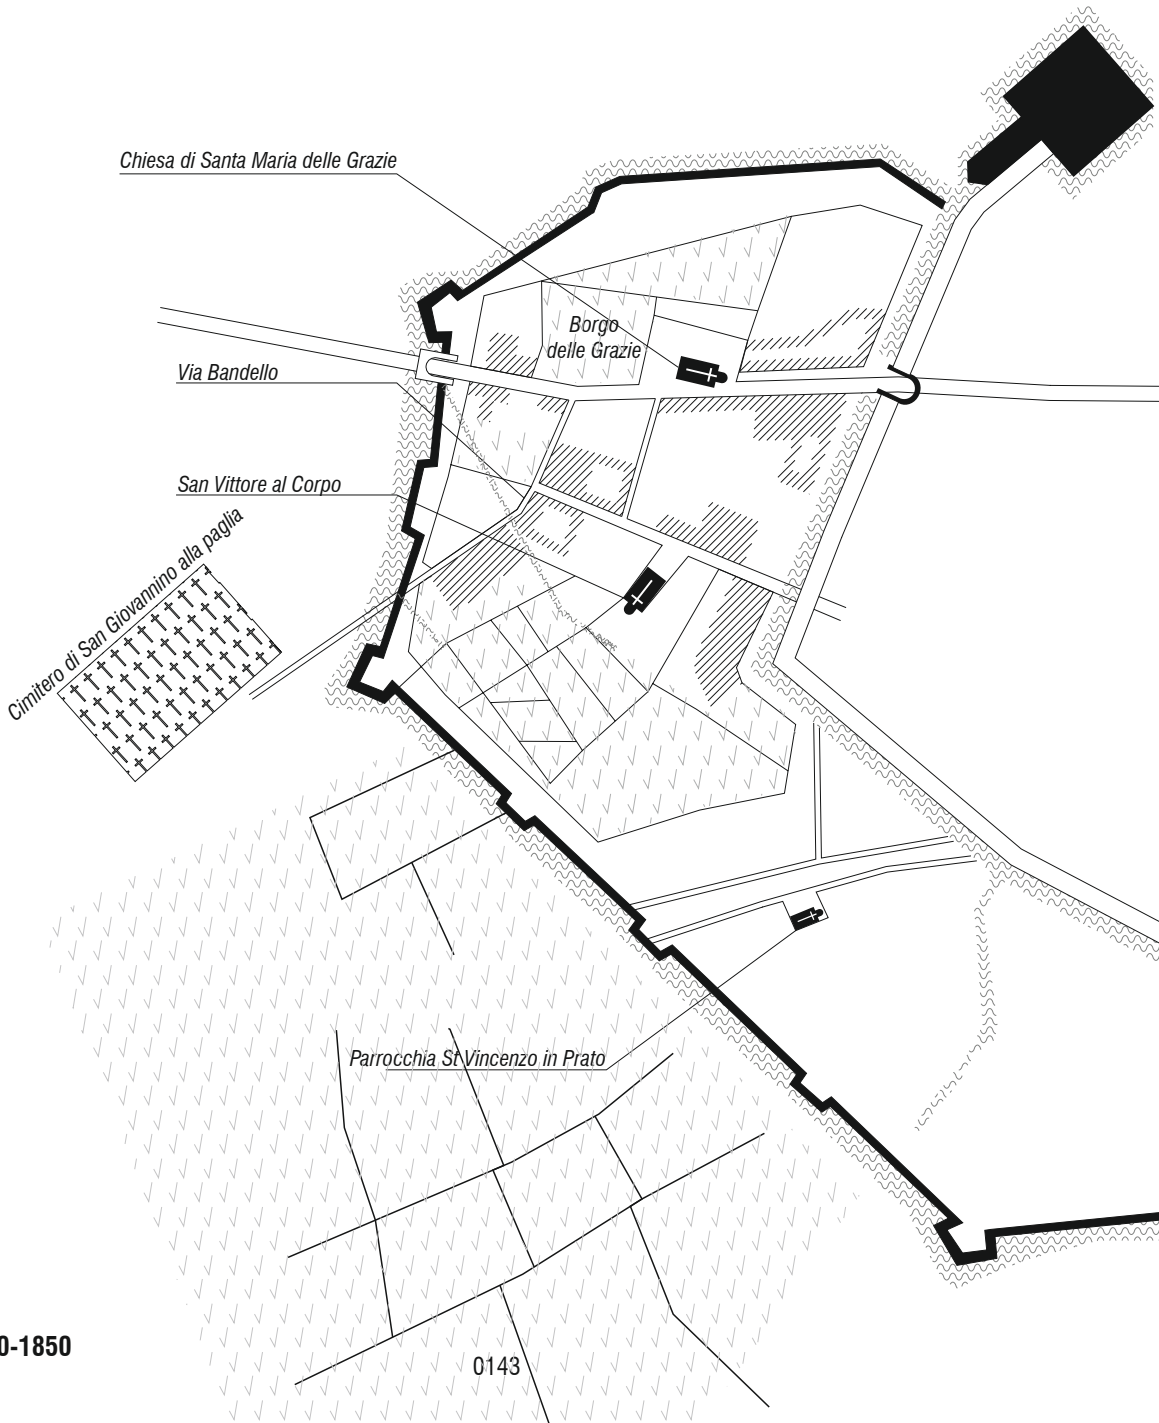 Chiesa di Santa Maria delle Grazie
Borgo
delle Grazie
Via Bandello
San Vittore al Corpo
Cimitero di San Giovannino alla paglia
Parrocchia St Vincenzo in Prato
0-1850
0143